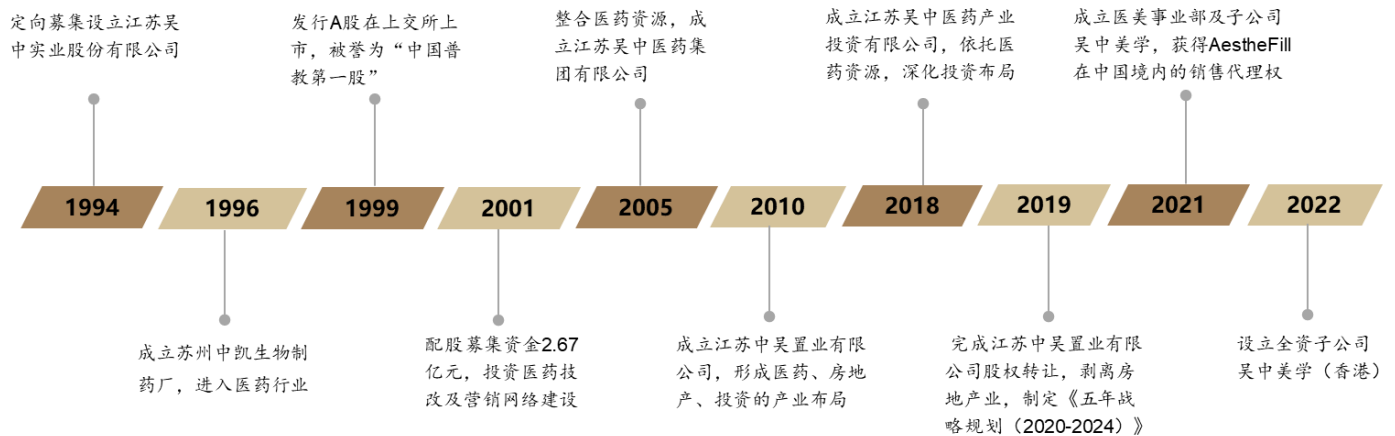 定向募集设立江苏吴
中实业股份有限公司
发行A股在上交所上
市，被誉为“中国普
教第一股”
整合医药资源，成
立江苏吴中医药集
团有限公司
成立江苏吴中医药产业
投资有限公司，依托医
药资源，深化投资布局
成立医美事业部及子公司
吴中美学，获得AestheFill
在中国境内的销售代理权
1994
1996
1999
2001
2005
2010
2018
2019
2021
2022
成立苏州中凯生物制
药厂，进入医药行业
配股募集资金2.67
亿元，投资医药技
改及营销网络建设
成立江苏中吴置业有限
公司，形成医药、房地
产、投资的产业布局
完成江苏中吴置业有限
公司股权转让，剥离房
地产业，制定《五年战
略规划（2020-2024）》
设立全资子公司
吴中美学（香港）